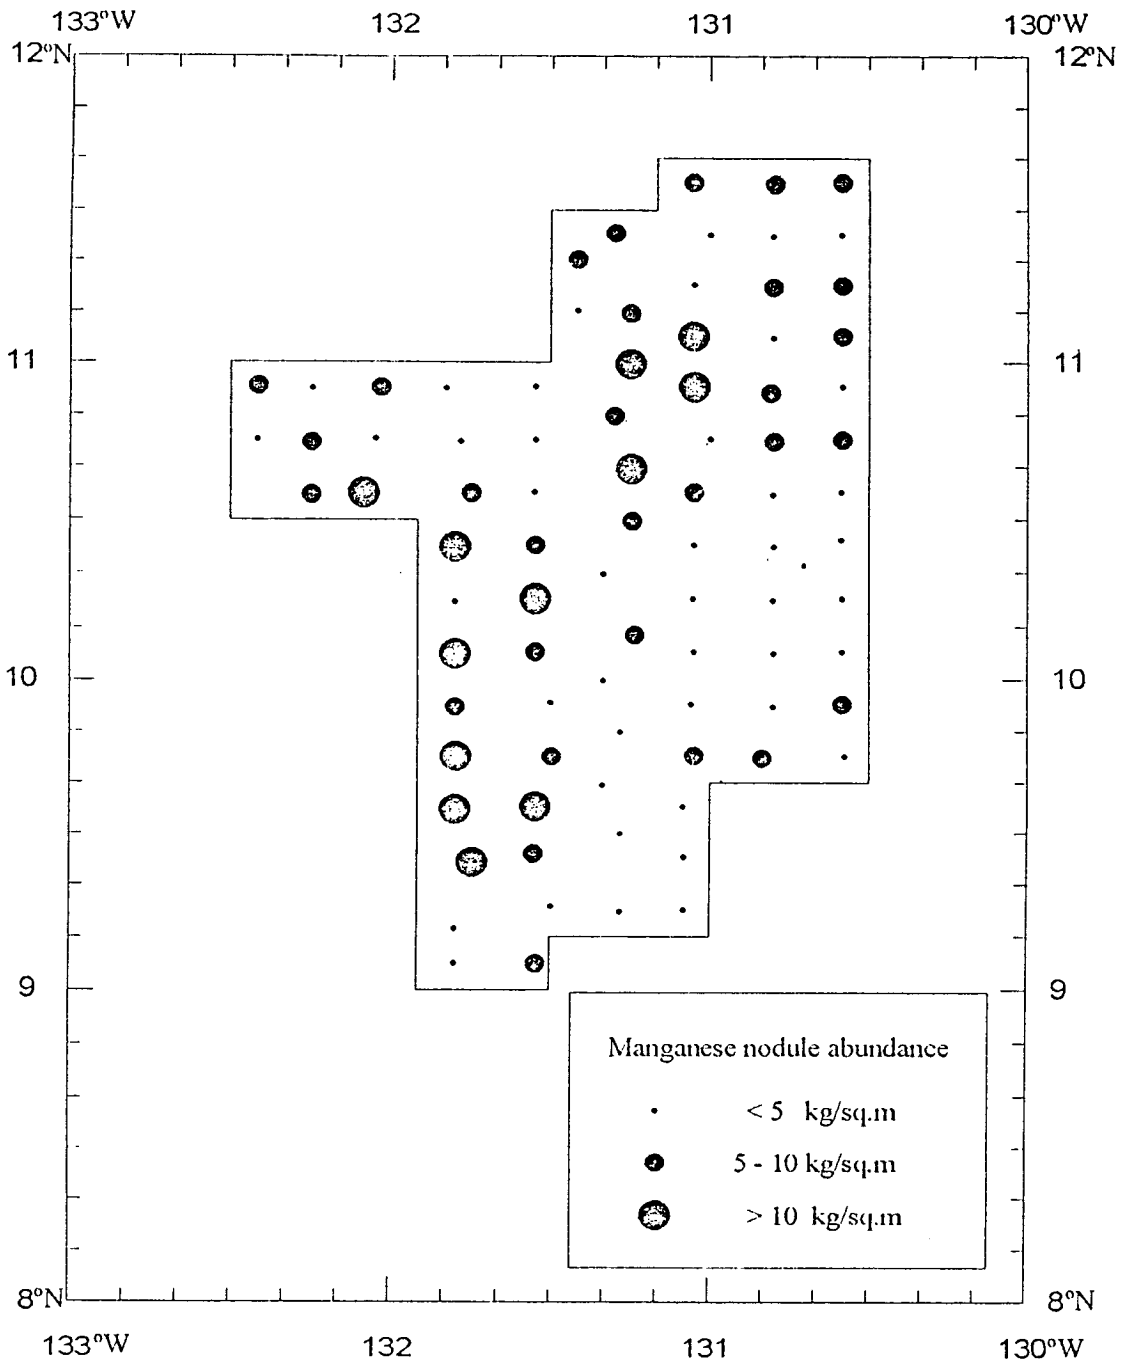 133°W 132 131 130°W
12°N 12°N
11 11
10 10
9 9
Manganese nodule abundance
< 5 kg/sq.m
5 - 10 kg/sq.m
> 10 kg/sq.m
8°N 8°N
133°W 132 131 130°W